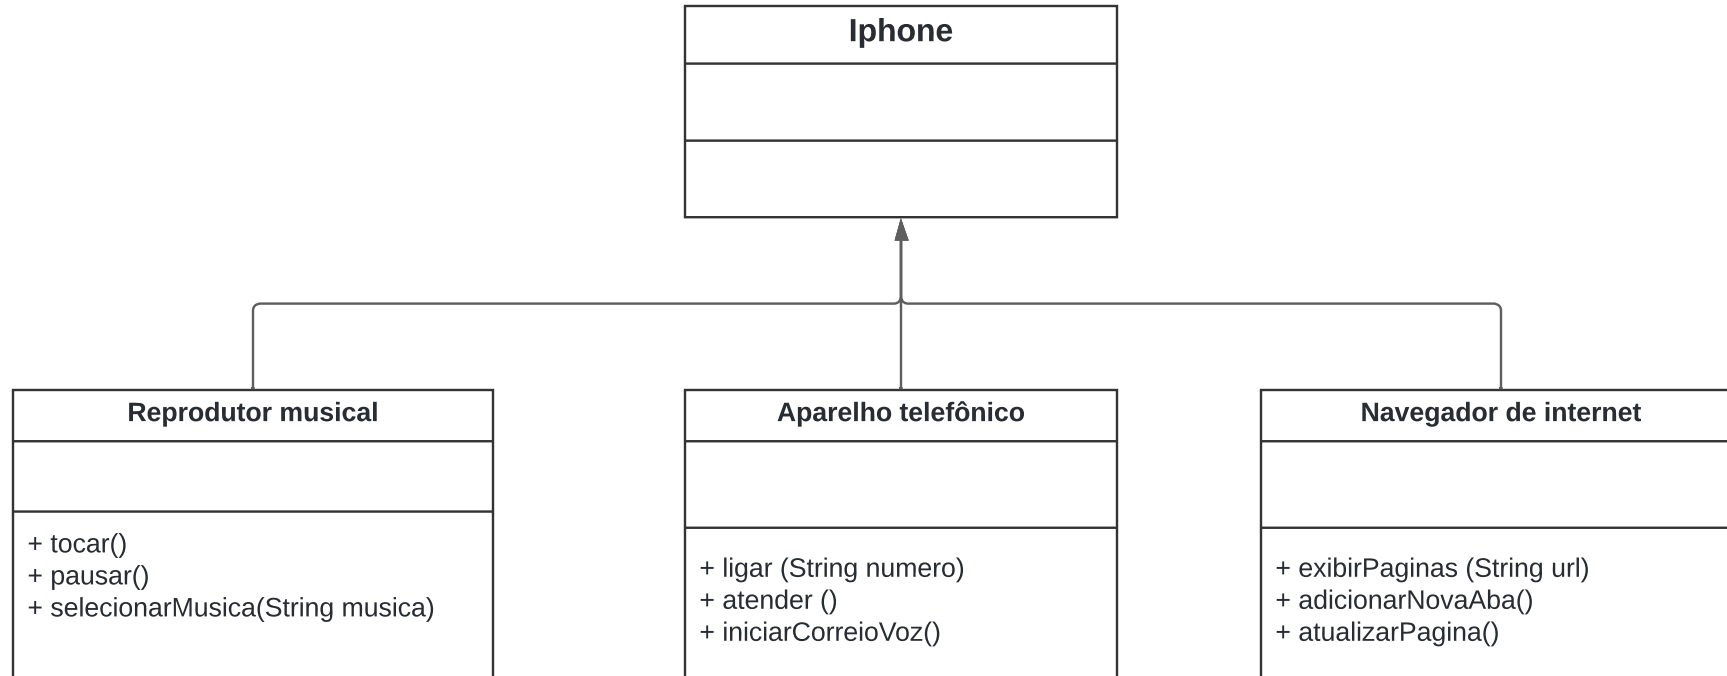 Iphone
Reprodutor musical
+ tocar()
+ pausar()
+ selecionarMusica(String musica)
Aparelho telefônico
+ ligar (String numero)
+ atender ()
+ iniciarCorreioVoz()
Navegador de internet
+ exibirPaginas (String url)
+ adicionarNovaAba()
+ atualizarPagina()